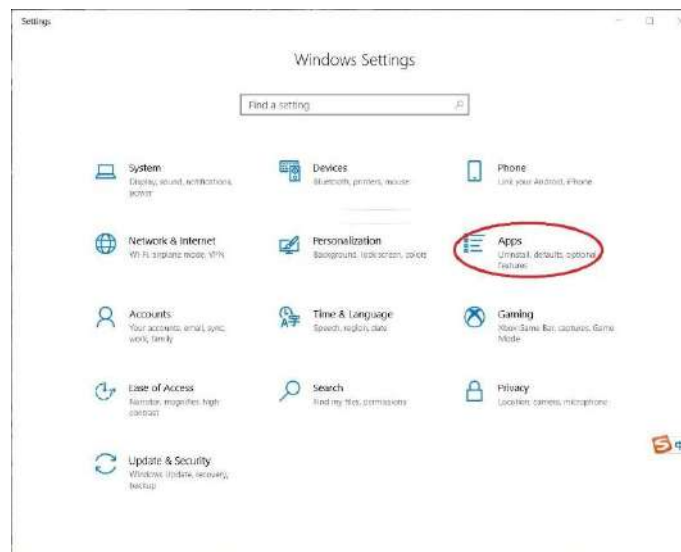 Settings
Windows Settings
Find a setting
System
Display, sound, notifications,
power
Devices
Bluetooth, printers, mouse
Phone
Link your Android, iPhone
Network & Internet
Wi-Fi, airplane mode, VPN
Personalization
Background, lock screen, colors
Apps
Uninstall, defaults, optional
features
Accounts
Your accounts, email, sync,
work, family
Time & Language
Speech, region, date
Gaming
Xbox Game Bar, captures, Game
Mode
Ease of Access
Narrator, magnifier, high
contrast
Search
Find my files, permissions
Privacy
Location, camera, microphone
Update & Security
Windows Update, recovery,
backup